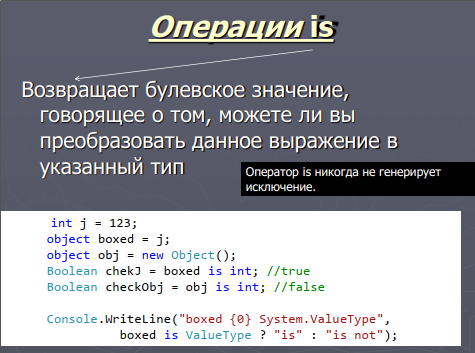 Операции is
Возвращает булевское значение,
говорящее о том, можете ли вы
преобразовать данное выражение в
указанный тип
Оператор is никогда не генерирует
исключение.
int j = 123;
object boxed = j;
object obj = new Object();
Boolean chekJ = boxed is int; //true
Boolean checkObj = obj is int; //false
Console.WriteLine("boxed {0} System.ValueType",
boxed is ValueType ? "is" : "is not");